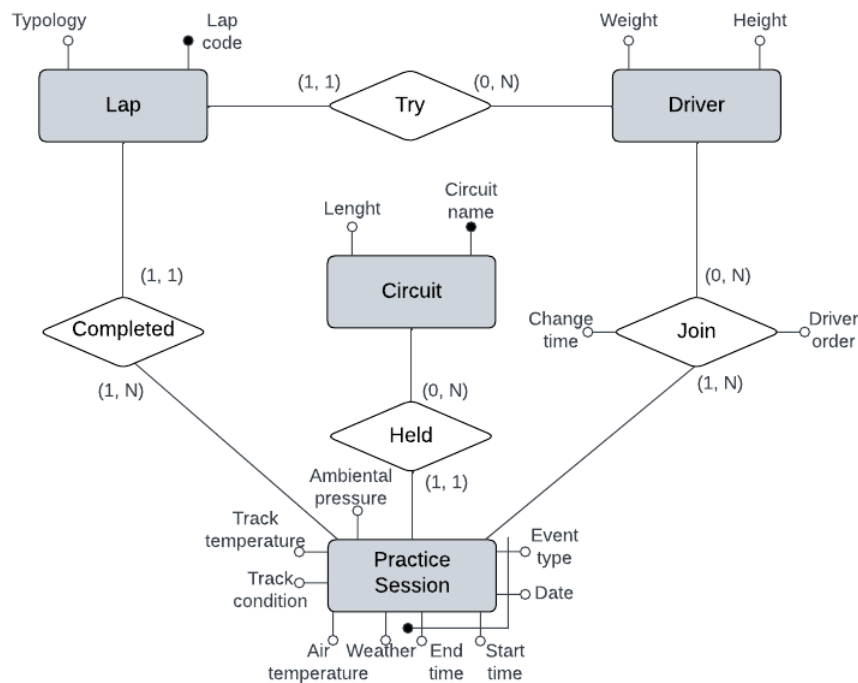 Typology
Lap
code
Weight
Height
Lap
(1, 1)
Try
(0, N)
Driver
Lenght
Circuit
name
(1, 1)
Circuit
(0, N)
Completed
Change
time
Join
Driver
order
(1, N)
(0, N)
(1, N)
Held
Ambiental
pressure
(1, 1)
Track
temperature
Event
type
Practice
Session
Track
condition
Date
Air
temperature
Weather
End
time
Start
time